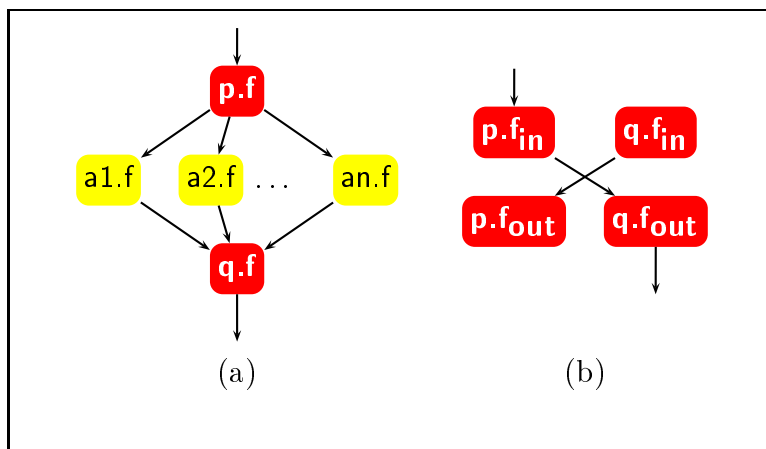 p.f
a1.f a2.f ... an.f
q.f
(a)
p.f_in q.f_in
p.f_out q.f_out
(b)